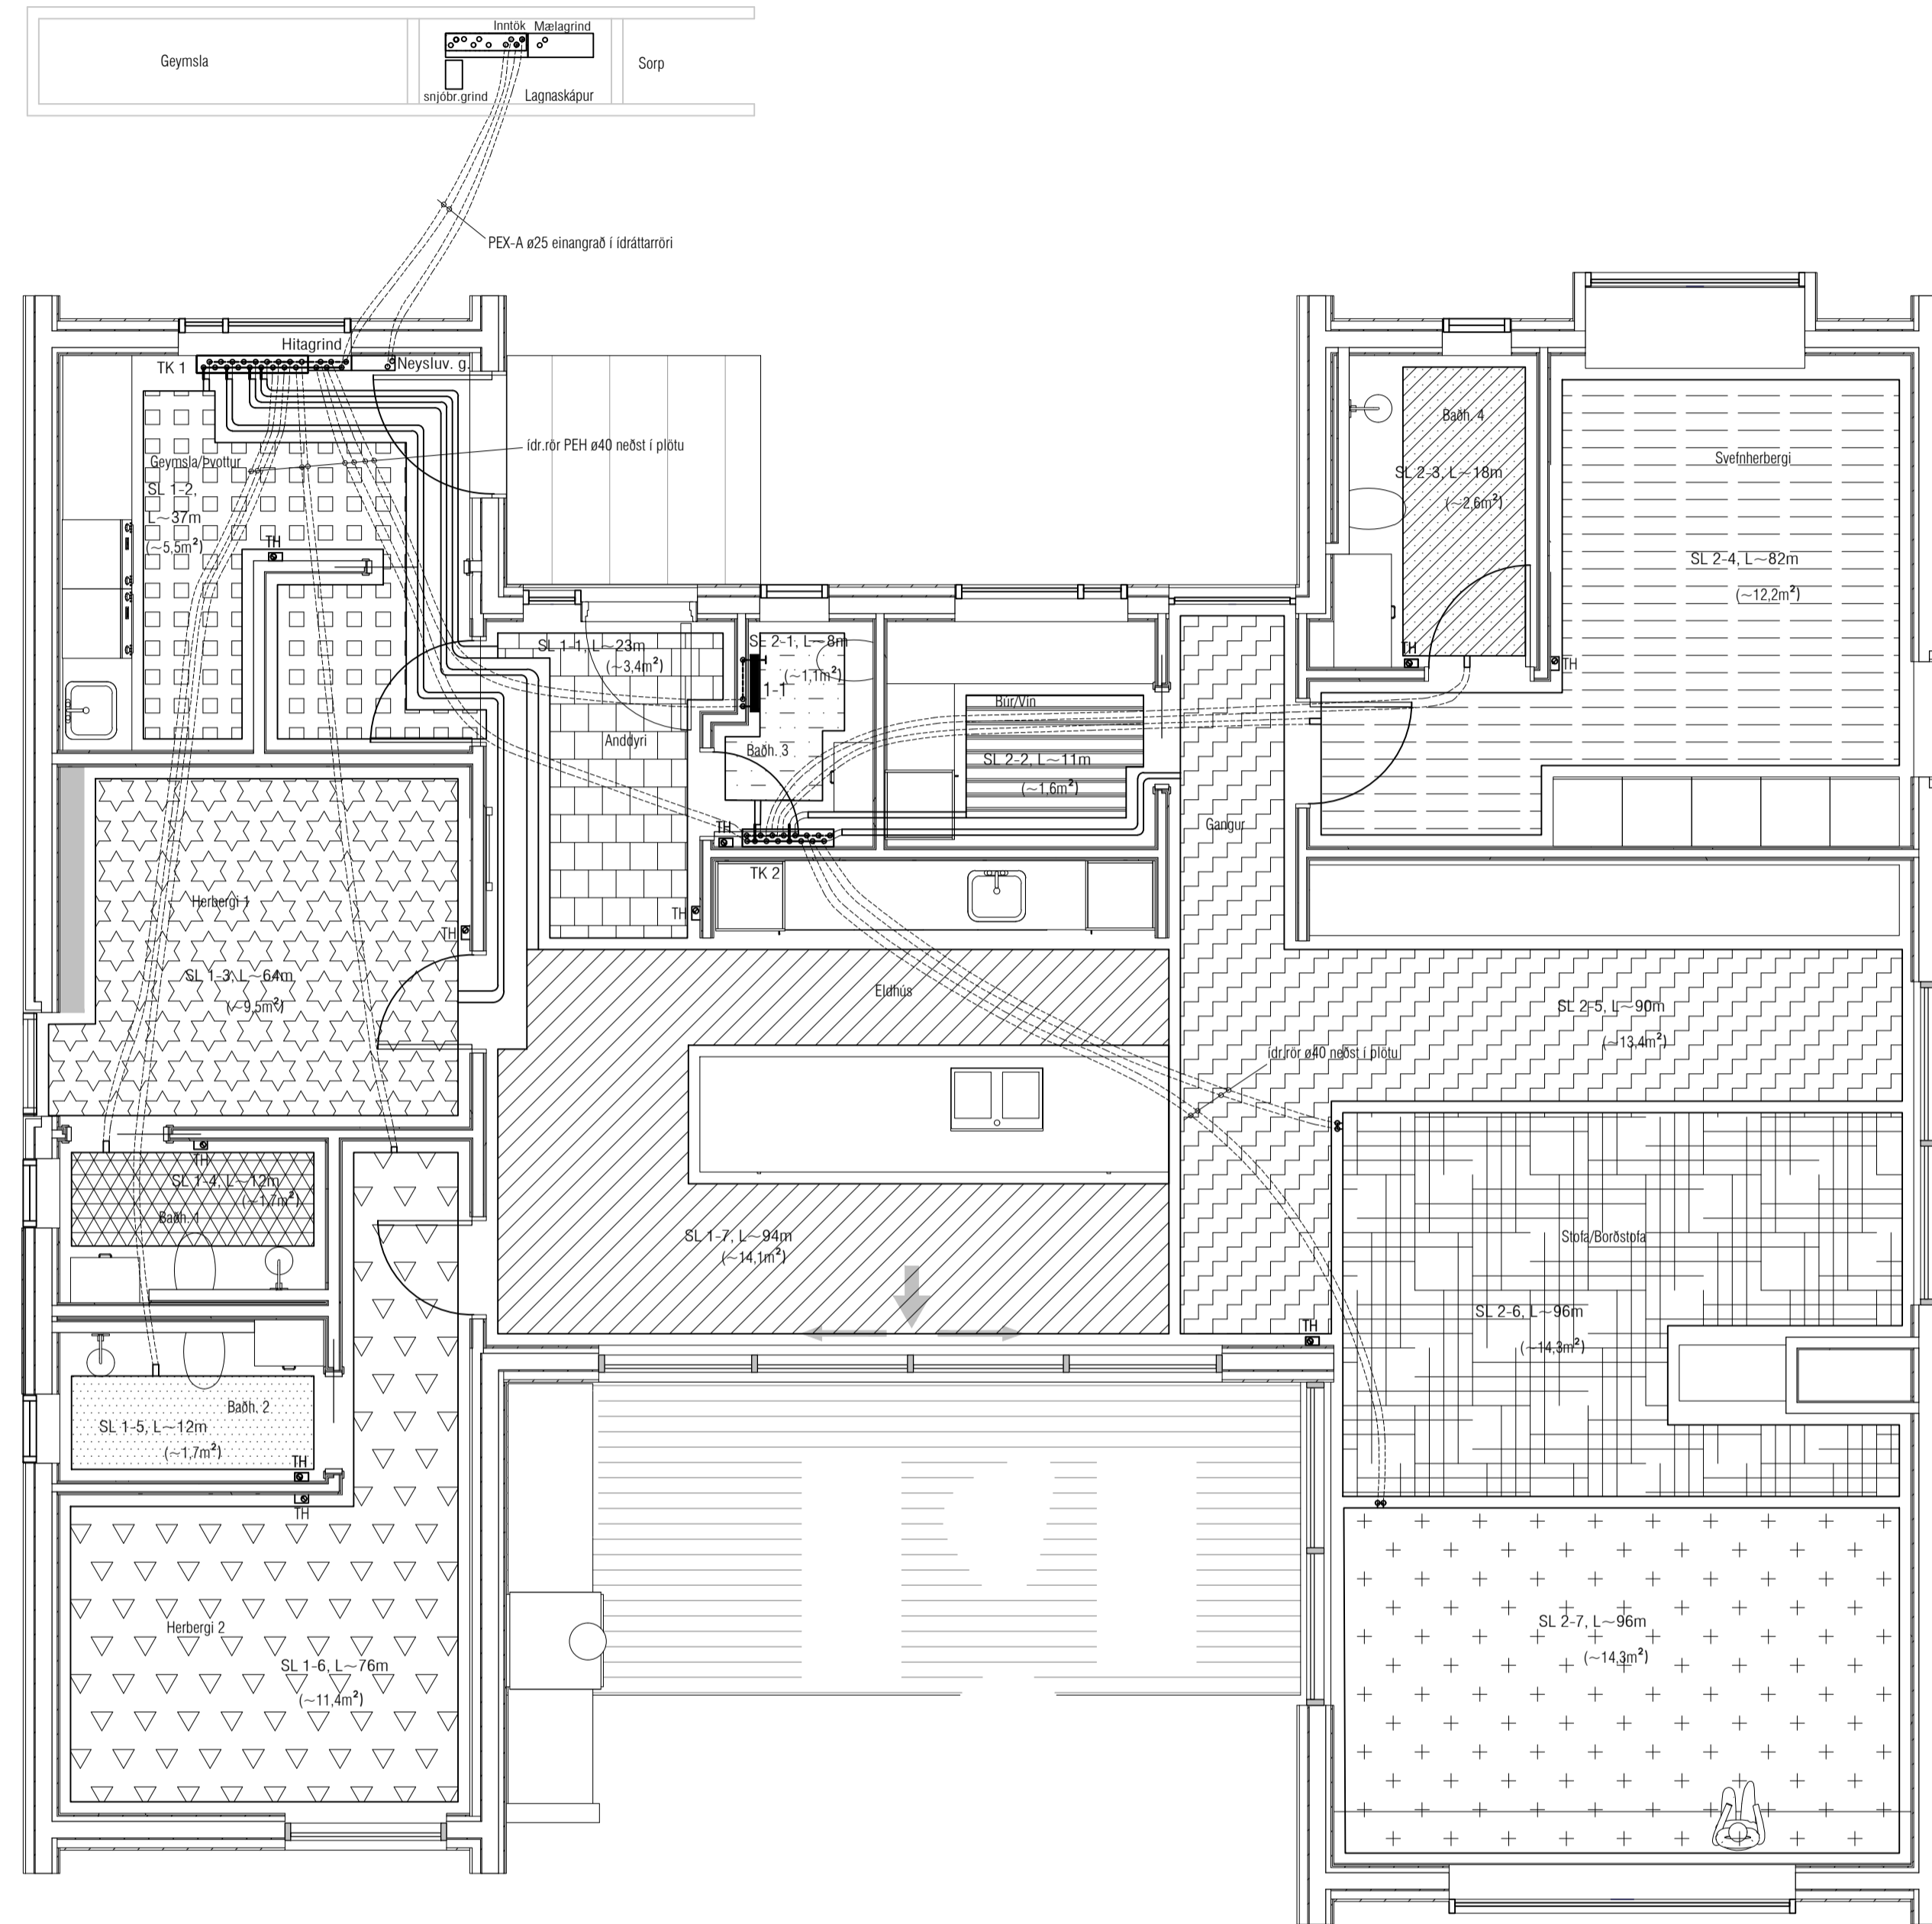 Inntök Mælagrind
Geymsla
Sorp
snjóbr.grind
Lagnaskápur
PEX-A ø25 einangrað í ídráttarröri
Hitagrind
TK 1
Neysluv. g.
ídr.rör PEH ø40 neðst í plötu
Geymsla/Þvottur
SL 1-2,
L~37m
(~5,5m²)
TH
Baðh. 4
SL 2-3, L~18m
(~2,6m²)
TH
Svefnherbergi
SL 2-4, L~82m
(~12,2m²)
TH
SL 1-1, L~23m
(~3,4m²)
Anddyri
SL 2-1, L~8m
(~1,1m²)
1-1
Baðh. 3
Búr/Vin
SL 2-2, L~11m
(~1,6m²)
Gangur
TH
TK 2
TH
Herbergi 1
TH
SL 1-3, L~64m
(~9,5m²)
Eldhús
SL 2-5, L~90m
(~13,4m²)
ídr.rör ø40 neðst í plötu
TH
SL 1-4, L~12m
(~1,7m²)
Baðh. 1
SL 1-7, L~94m
(~14,1m²)
Stofa/Borðstofa
SL 2-6, L~96m
(~14,3m²)
TH
Baðh. 2
SL 1-5, L~12m
(~1,7m²)
TH
TH
Herbergi 2
SL 1-6, L~76m
(~11,4m²)
SL 2-7, L~96m
(~14,3m²)